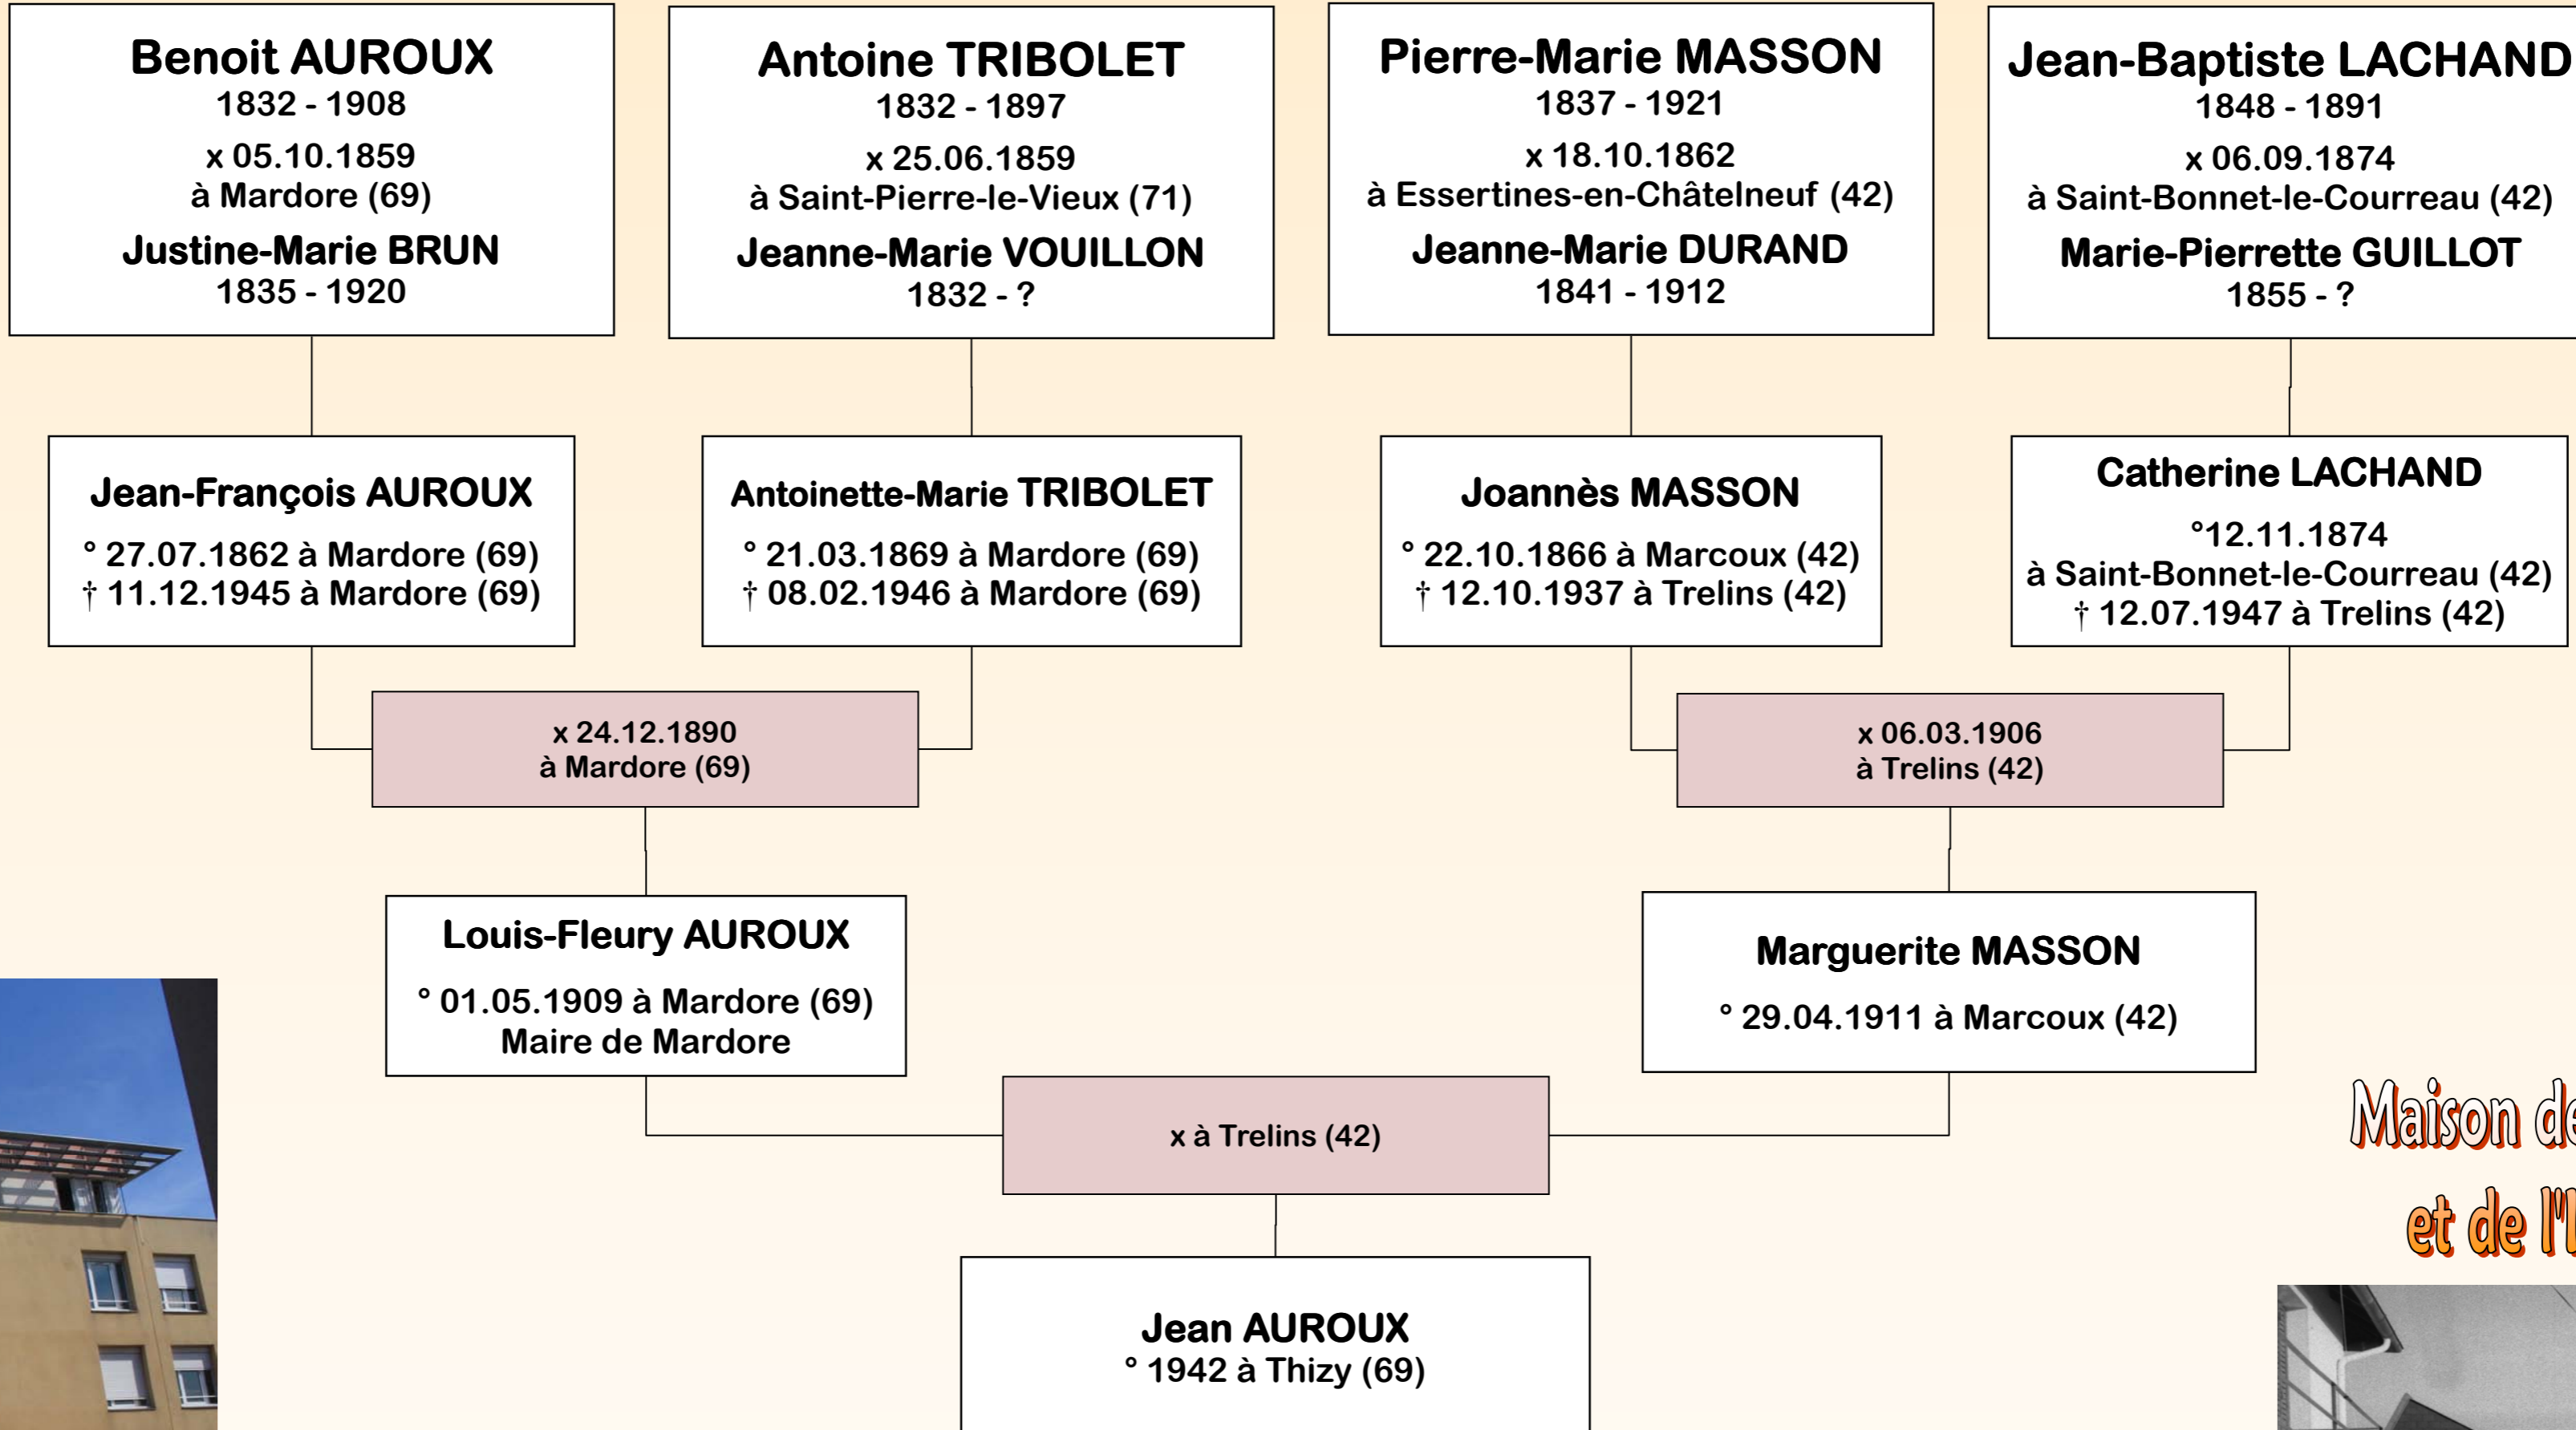 Benoit AUROUX
1832 - 1908
x 05.10.1859
à Mardore (69)
Justine-Marie BRUN
1835 - 1920
Antoine TRIBOLET
1832 - 1897
x 25.06.1859
à Saint-Pierre-le-Vieux (71)
Jeanne-Marie VOUILLON
1832 - ?
Pierre-Marie MASSON
1837 - 1921
x 18.10.1862
à Essertines-en-Châtelneuf (42)
Jeanne-Marie DURAND
1841 - 1912
Jean-Baptiste LACHAND
1848 - 1891
x 06.09.1874
à Saint-Bonnet-le-Courreau (42)
Marie-Pierrette GUILLOT
1855 - ?
Jean-François AUROUX
° 27.07.1862 à Mardore (69)
† 11.12.1945 à Mardore (69)
Antoinette-Marie TRIBOLET
° 21.03.1869 à Mardore (69)
† 08.02.1946 à Mardore (69)
Joannès MASSON
° 22.10.1866 à Marcoux (42)
† 12.10.1937 à Trelins (42)
Catherine LACHAND
°12.11.1874
à Saint-Bonnet-le-Courreau (42)
† 12.07.1947 à Trelins (42)
x 24.12.1890
à Mardore (69)
x 06.03.1906
à Trelins (42)
Louis-Fleury AUROUX
° 01.05.1909 à Mardore (69)
Maire de Mardore
Marguerite MASSON
° 29.04.1911 à Marcoux (42)
x à Trelins (42)
Maison de
et de l'
Jean AUROUX
° 1942 à Thizy (69)